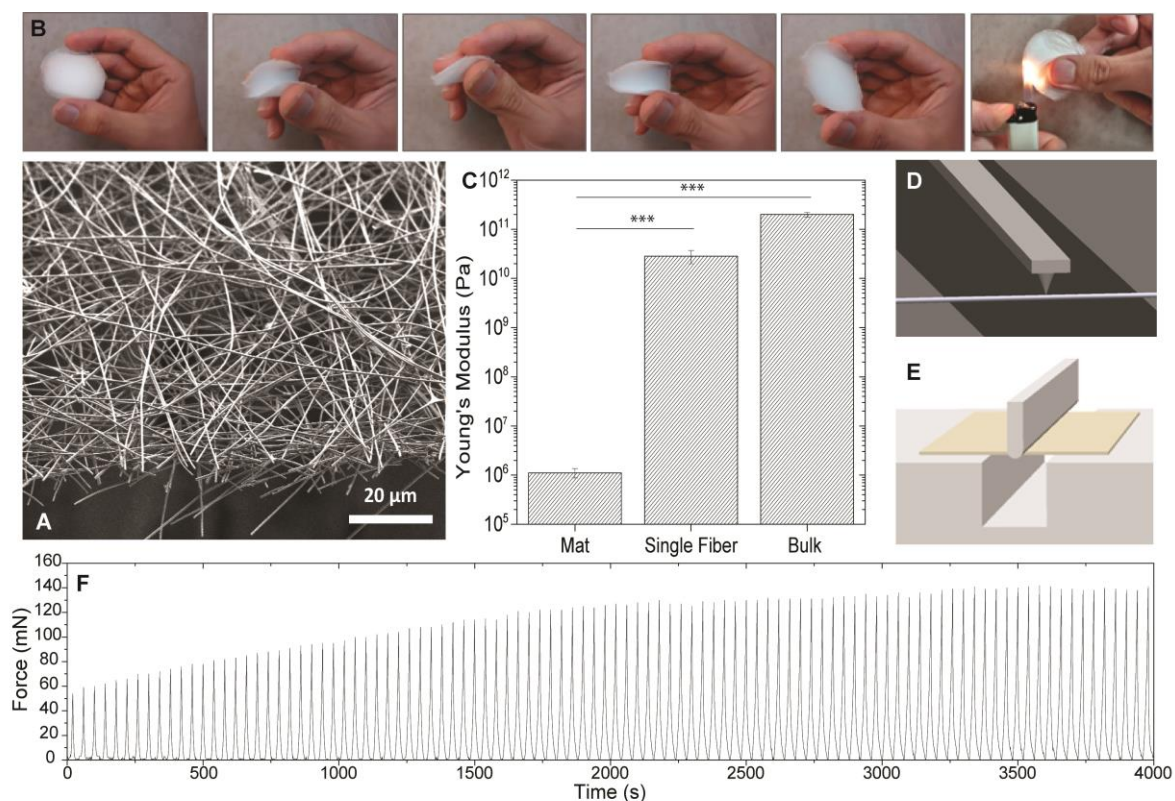 B
A
20 µm
C
Young's Modulus (Pa)
10¹²
10¹¹
10¹⁰
10⁹
10⁸
10⁷
10⁶
10⁵
***
***
Mat Single Fiber Bulk
D
E
F
Force (mN)
160
140
120
100
80
60
40
20
0
0 500 1000 1500 2000 2500 3000 3500 4000
Time (s)